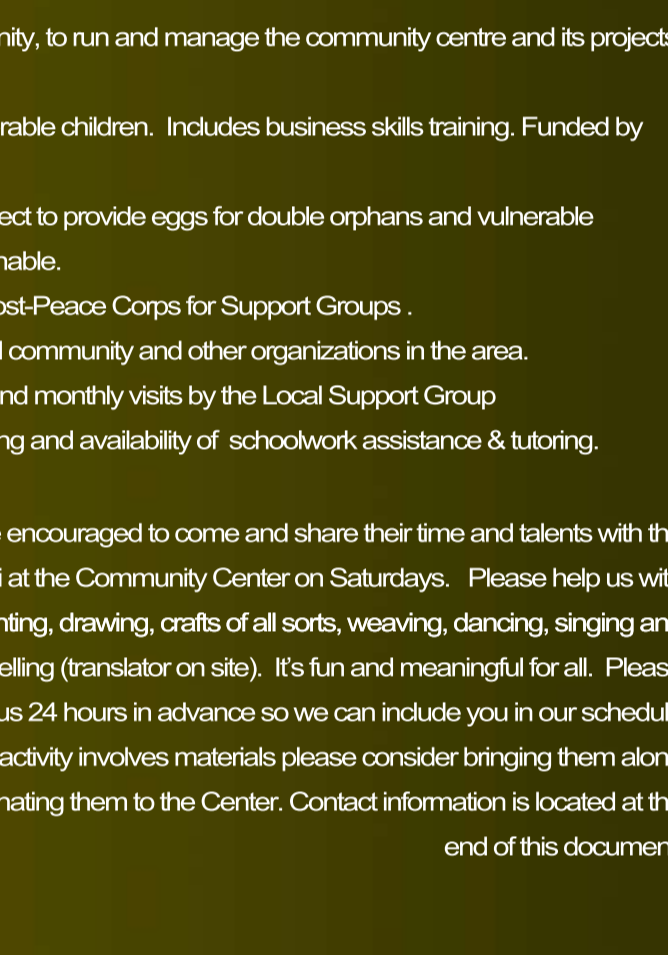 nity, to run and manage the community centre and its projects
rable children.  Includes business skills training. Funded by
ect to provide eggs for double orphans and vulnerable
nable.
ost-Peace Corps for Support Groups .
community and other organizations in the area.
nd monthly visits by the Local Support Group
ng and availability of  schoolwork assistance & tutoring.
encouraged to come and share their time and talents with th
i at the Community Center on Saturdays.   Please help us wit
nting, drawing, crafts of all sorts, weaving, dancing, singing an
elling (translator on site).  It's fun and meaningful for all.  Pleas
us 24 hours in advance so we can include you in our schedul
activity involves materials please consider bringing them alon
nating them to the Center. Contact information is located at th
end of this documen